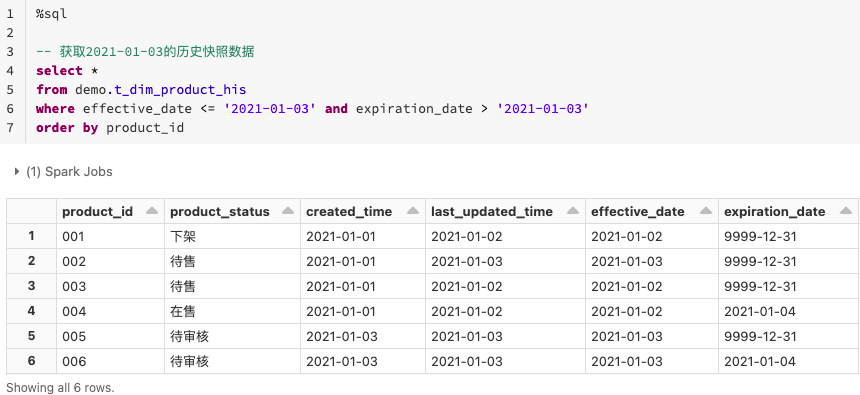 1 %sql
2
3 -- 获取2021-01-03的历史快照数据
4 select *
5 from demo.t_dim_product_his
6 where effective_date <= '2021-01-03' and expiration_date > '2021-01-03'
7 order by product_id
(1) Spark Jobs
product_id product_status created_time last_updated_time effective_date expiration_date
1 001 下架 2021-01-01 2021-01-02 2021-01-02 9999-12-31
2 002 待售 2021-01-01 2021-01-03 2021-01-03 9999-12-31
3 003 待售 2021-01-01 2021-01-02 2021-01-02 9999-12-31
4 004 在售 2021-01-01 2021-01-02 2021-01-02 2021-01-04
5 005 待审核 2021-01-03 2021-01-03 2021-01-03 9999-12-31
6 006 待审核 2021-01-03 2021-01-03 2021-01-03 2021-01-04
Showing all 6 rows.